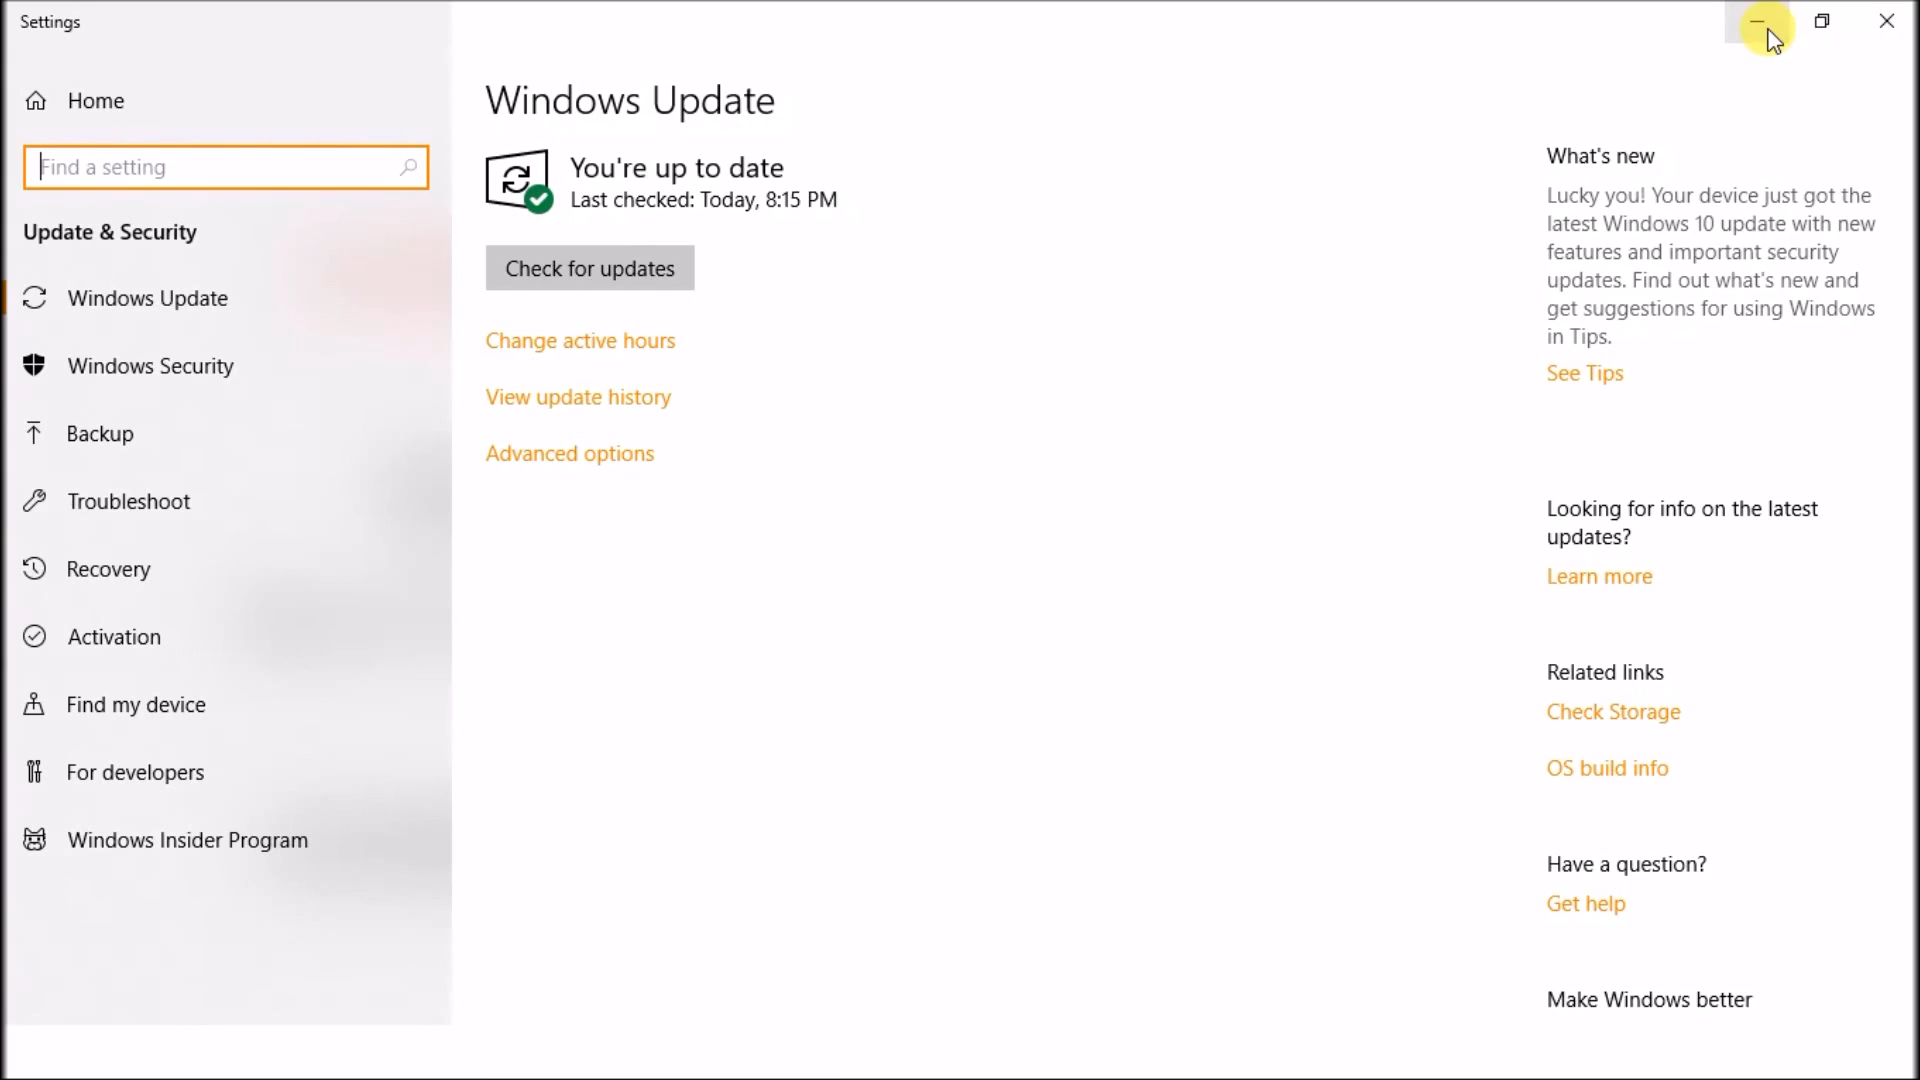 Settings
Home
Find a setting
Update & Security
Windows Update
Windows Security
Backup
Troubleshoot
Recovery
Activation
Find my device
For developers
Windows Insider Program
Windows Update
You're up to date
Last checked: Today, 8:15 PM
Check for updates
Change active hours
View update history
Advanced options
What's new
Lucky you! Your device just got the
latest Windows 10 update with new
features and important security
updates. Find out what's new and
get suggestions for using Windows
in Tips.
See Tips
Looking for info on the latest
updates?
Learn more
Related links
Check Storage
OS build info
Have a question?
Get help
Make Windows better